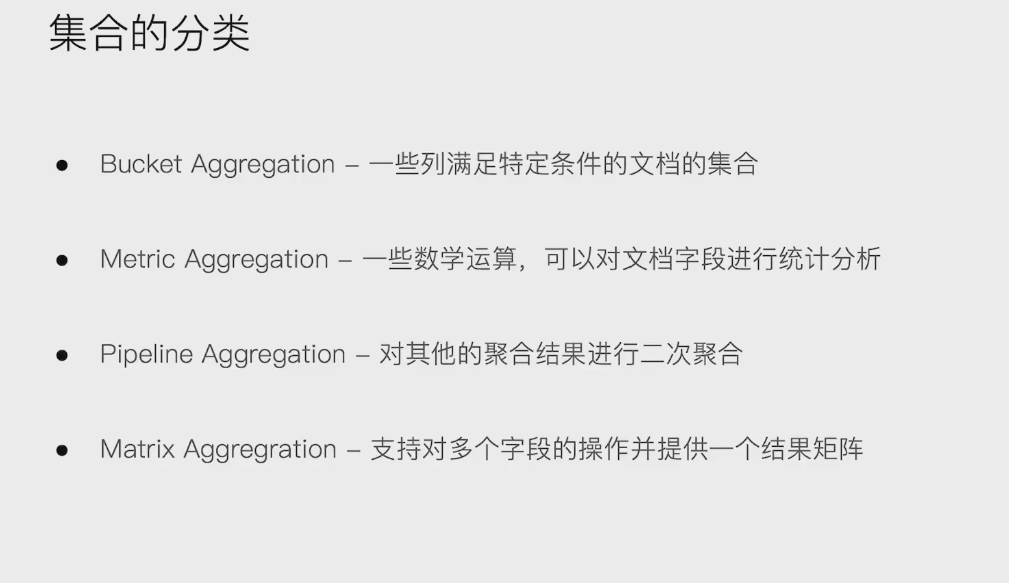 集合的分类
● Bucket Aggregation – 一些列满足特定条件的文档的集合
● Metric Aggregation – 一些数学运算，可以对文档字段进行统计分析
● Pipeline Aggregation – 对其他的聚合结果进行二次聚合
● Matrix Aggregration – 支持对多个字段的操作并提供一个结果矩阵